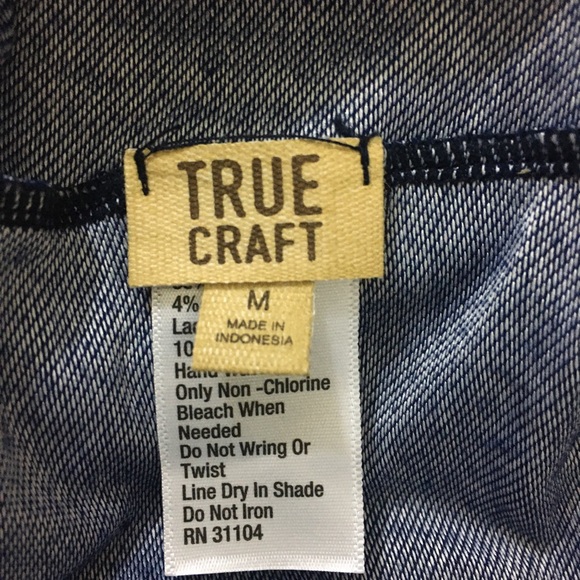 TRUE
CRAFT
M
MADE IN
INDONESIA
4%
Only Non -Chlorine
Bleach When
Needed
Do Not Wring Or
Twist
Line Dry In Shade
Do Not Iron
RN 31104